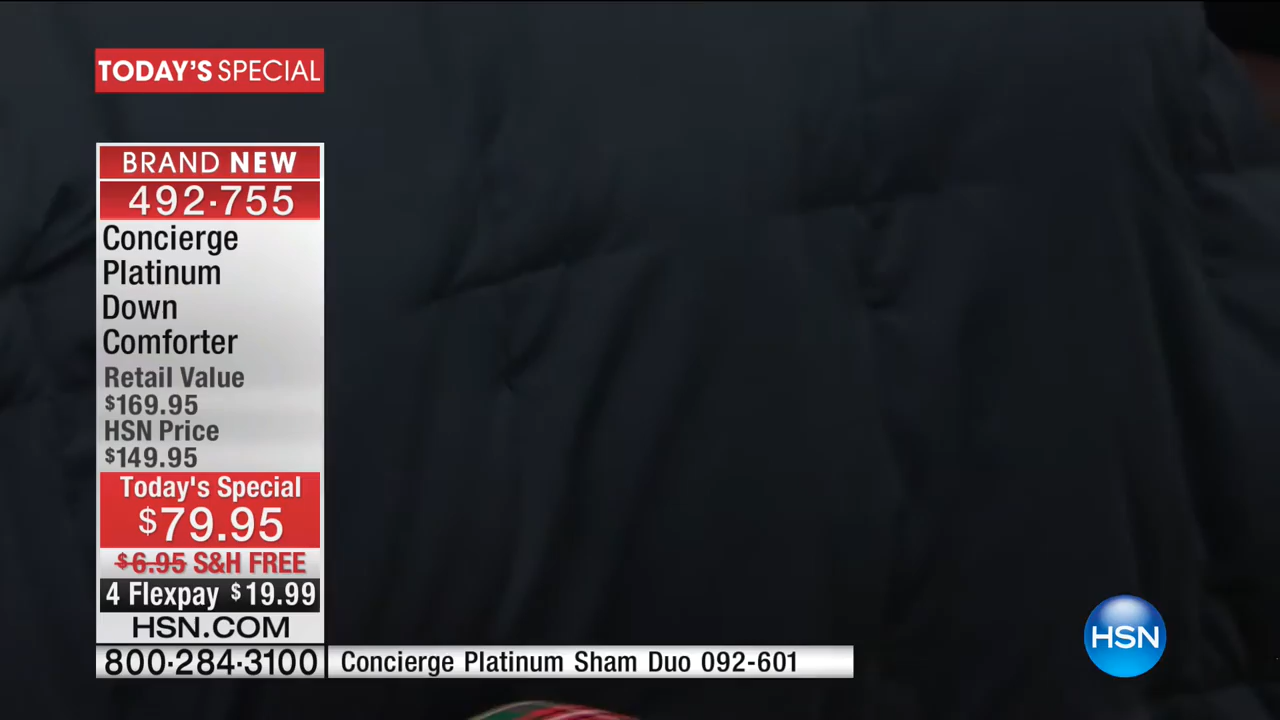 TODAY'S SPECIAL
BRAND NEW
492·755
Concierge
Platinum
Down
Comforter
Retail Value
$169.95
HSN Price
$149.95
Today's Special
$79.95
$6.95 S&H FREE
4 Flexpay $19.99
HSN.COM
800·284·3100
Concierge Platinum Sham Duo 092-601
HSN